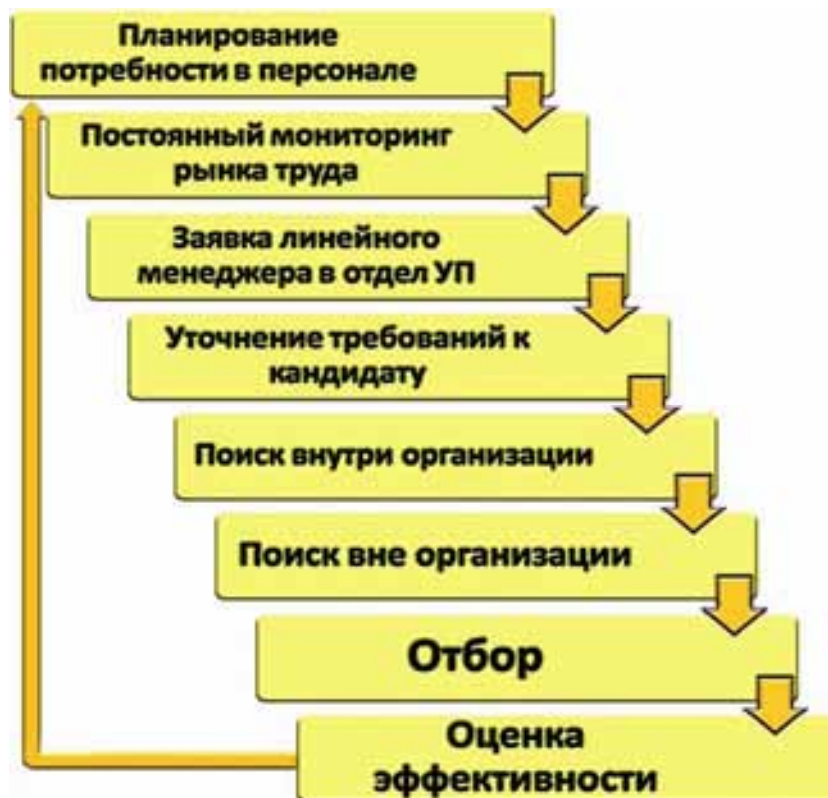 Планирование
потребности в персонале
Постоянный мониторинг
рынка труда
Заявка линейного
менеджера в отдел УП
Уточнение требований к
кандидату
Поиск внутри организации
Поиск вне организации
Отбор
Оценка
эффективности